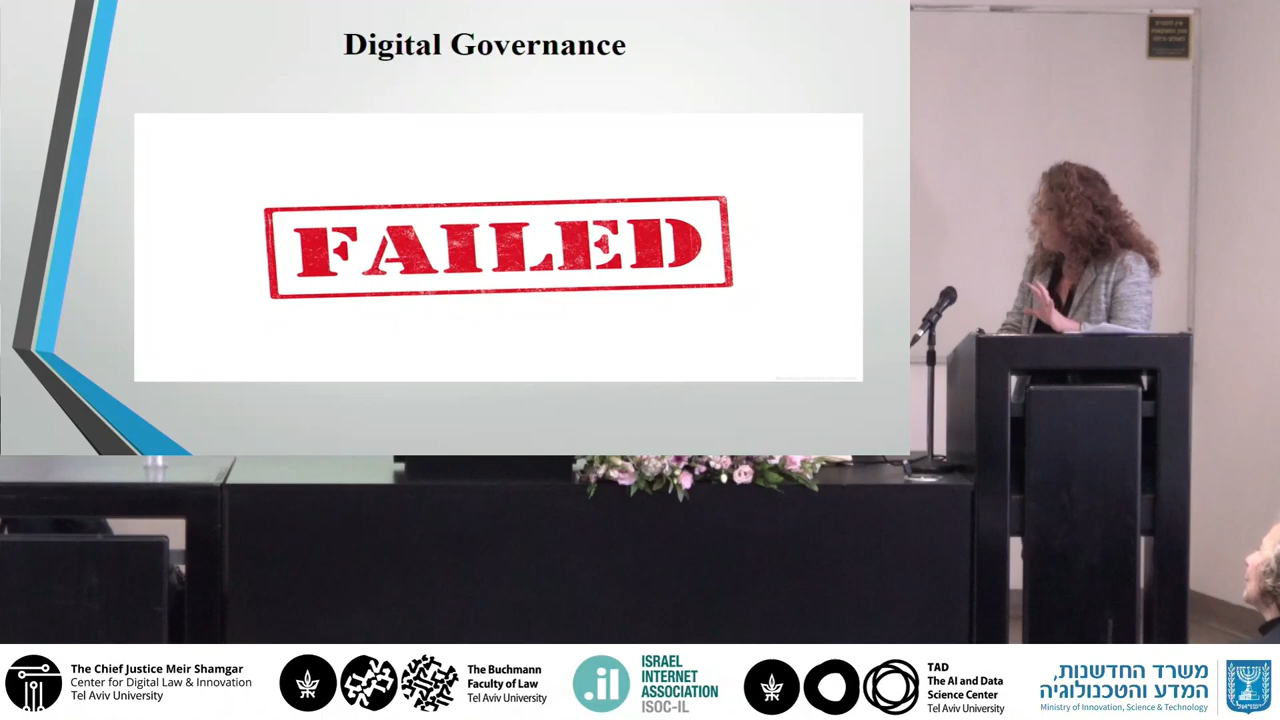 Digital Governance
FAILED
The Chief Justice Meir Shamgar
Center for Digital Law & Innovation
Tel Aviv University
The Buchmann
Faculty of Law
Tel Aviv University
.il
ISRAEL
INTERNET
ASSOCIATION
ISOC-IL
TAD
The AI and Data
Science Center
Tel Aviv University
משרד החדשנות,
המדע והטכנולוגיה
Ministry of Innovation, Science & Technology